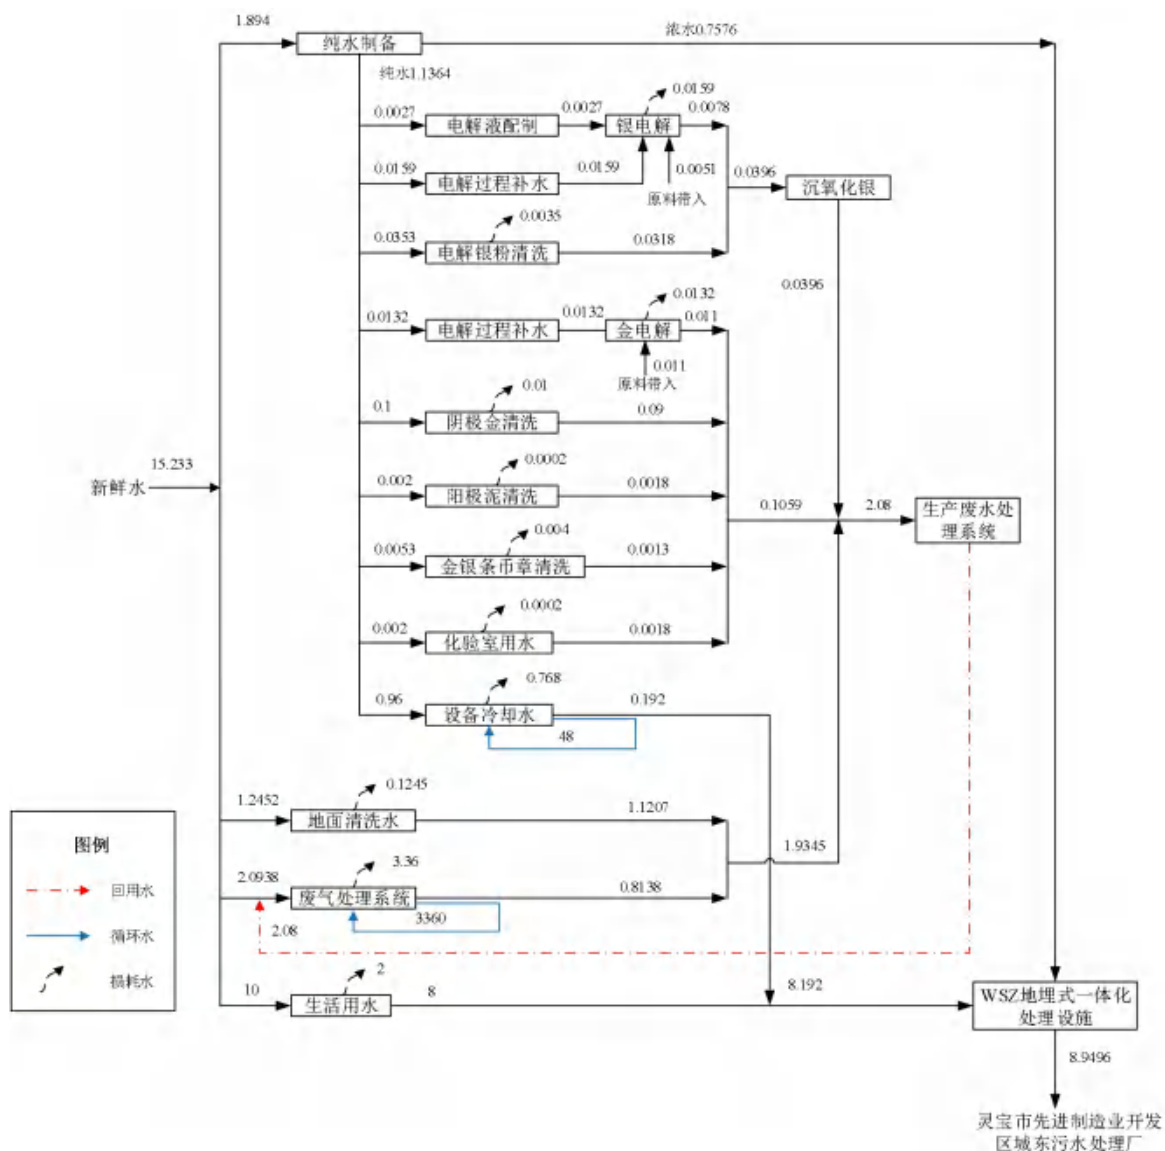 1.894
纯水制备
浓水0.7576
纯水1.1364
0.0159
0.0027
电解液配制
0.0027
银电解
0.0078
0.0159
电解过程补水
0.0159
0.0051
原料带入
0.0396
沉氧化银
0.0035
0.0353
电解银粉清洗
0.0318
0.0396
0.0132
0.0132
电解过程补水
0.0132
金电解
0.011
0.011
原料带入
0.01
0.1
阴极金清洗
0.09
15.233
新鲜水
0.0002
0.002
阳极泥清洗
0.0018
0.1059
2.08
生产废水处
理系统
0.004
0.0053
金银条币章清洗
0.0013
0.0002
0.002
化验室用水
0.0018
0.768
0.96
设备冷却水
0.192
48
0.1245
1.2452
地面清洗水
1.1207
1.9345
3.36
2.0938
废气处理系统
0.8138
3360
2.08
2
10
生活用水
8
8.192
WSZ地埋式一体化
处理设施
8.9496
灵宝市先进制造业开发
区城东污水处理厂
图例
回用水
循环水
损耗水